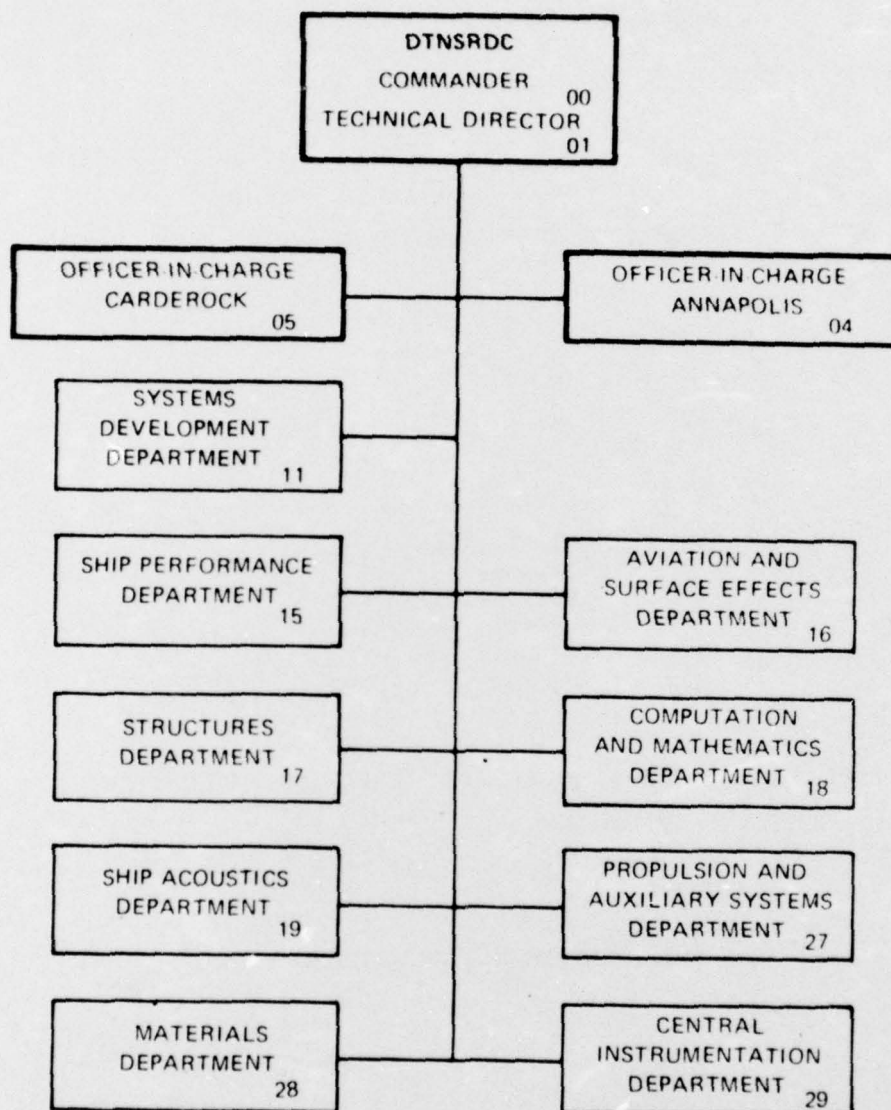 DTNSRDC
COMMANDER
00
TECHNICAL DIRECTOR
01
OFFICER-IN-CHARGE
CARDEROCK
05
OFFICER-IN-CHARGE
ANNAPOLIS
04
SYSTEMS
DEVELOPMENT
DEPARTMENT
11
SHIP PERFORMANCE
DEPARTMENT
15
AVIATION AND
SURFACE EFFECTS
DEPARTMENT
16
STRUCTURES
DEPARTMENT
17
COMPUTATION
AND MATHEMATICS
DEPARTMENT
18
SHIP ACOUSTICS
DEPARTMENT
19
PROPULSION AND
AUXILIARY SYSTEMS
DEPARTMENT
27
MATERIALS
DEPARTMENT
28
CENTRAL
INSTRUMENTATION
DEPARTMENT
29